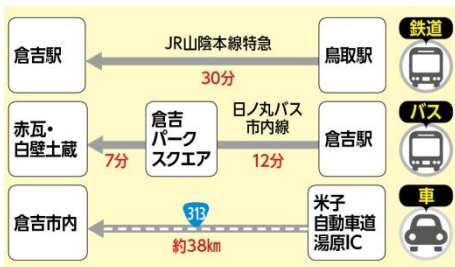 鉄道
倉吉駅
JR山陰本線特急
30分
鳥取駅
バス
赤瓦・
白壁土蔵
7分
倉吉
パーク
スクエア
日ノ丸バス
市内線
12分
倉吉駅
車
倉吉市内
313
約38km
米子
自動車道
湯原IC